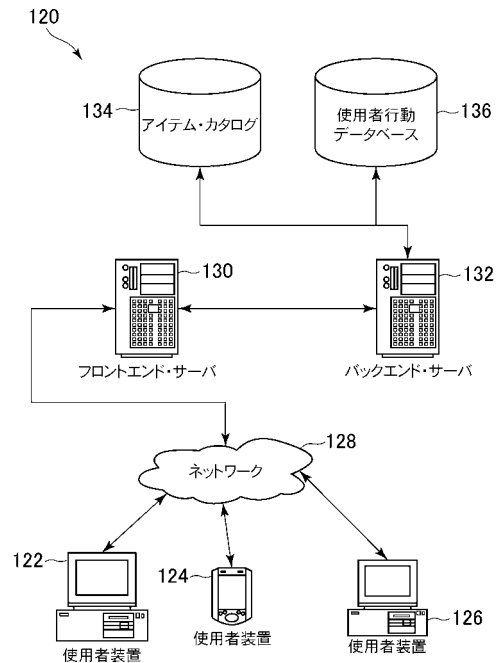 120
134
アイテム・カタログ
使用者行動
データベース
136
130
132
フロントエンド・サーバ
バックエンド・サーバ
128
ネットワーク
122
124
126
使用者装置
使用者装置
使用者装置